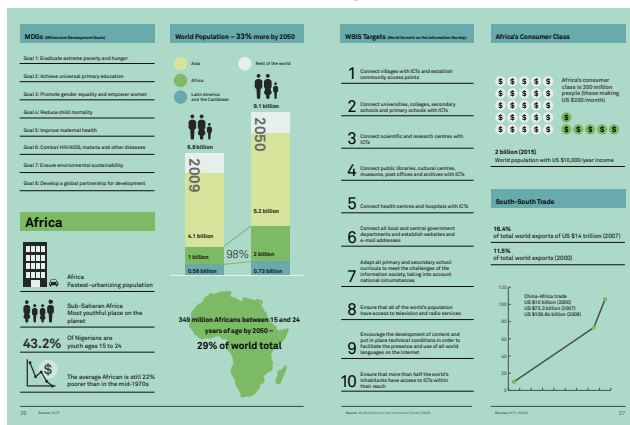 MDGs (Millennium Development Goals)
Goal 1: Eradicate extreme poverty and hunger
Goal 2: Achieve universal primary education
Goal 3: Promote gender equality and empower women
Goal 4: Reduce child mortality
Goal 5: Improve maternal health
Goal 6: Combat HIV/AIDS, malaria and other diseases
Goal 7: Ensure environmental sustainability
Goal 8: Develop a global partnership for development
Africa
Africa
Fastest-urbanizing population
Sub-Saharan Africa
Most youthful place on the
planet
43.2%
Of Nigerians are
youth ages 15 to 24
$
The average African is still 22%
poorer than in the mid-1970s
26
World Population – 33% more by 2050
Asia
Rest of the world
Africa
Latin America
and the Caribbean
9.1 billion
6.8 billion
2009
2050
5.2 billion
4.1 billion
1 billion
98%
2 billion
0.58 billion
0.73 billion
349 million Africans between 15 and 24
years of age by 2050 –
29% of world total
WSIS Targets (World Summit on the Information Society)
1 Connect villages with ICTs and establish
community access points
2 Connect universities, colleges, secondary
schools and primary schools with ICTs
3 Connect scientific and research centres with
ICTs
4 Connect public libraries, cultural centres,
museums, post offices and archives with ICTs
5 Connect health centres and hospitals with ICTs
6 Connect all local and central government
departments and establish websites and
e-mail addresses
7 Adapt all primary and secondary school
curricula to meet the challenges of the
information society, taking into account
national circumstances
8 Ensure that all of the world's population
have access to television and radio services
9 Encourage the development of content and
put in place technical conditions in order to
facilitate the presence and use of all world
languages on the Internet
10 Ensure that more than half the world's
inhabitants have access to ICTs within
their reach
Africa's Consumer Class
Africa's consumer
class is 300 million
people (those making
US $200/month)
$
$ $ $ $ $
2 billion (2015)
World population with US $10,000/year income
South-South Trade
16.4%
of total world exports of US $14 trillion (2007)
11.5%
of total world exports (2000)
120
100
80
60
40
20
0
China-Africa trade
US $10 billion (2000)
US $73.3 billion (2007)
US $106.84 billion (2008)
27